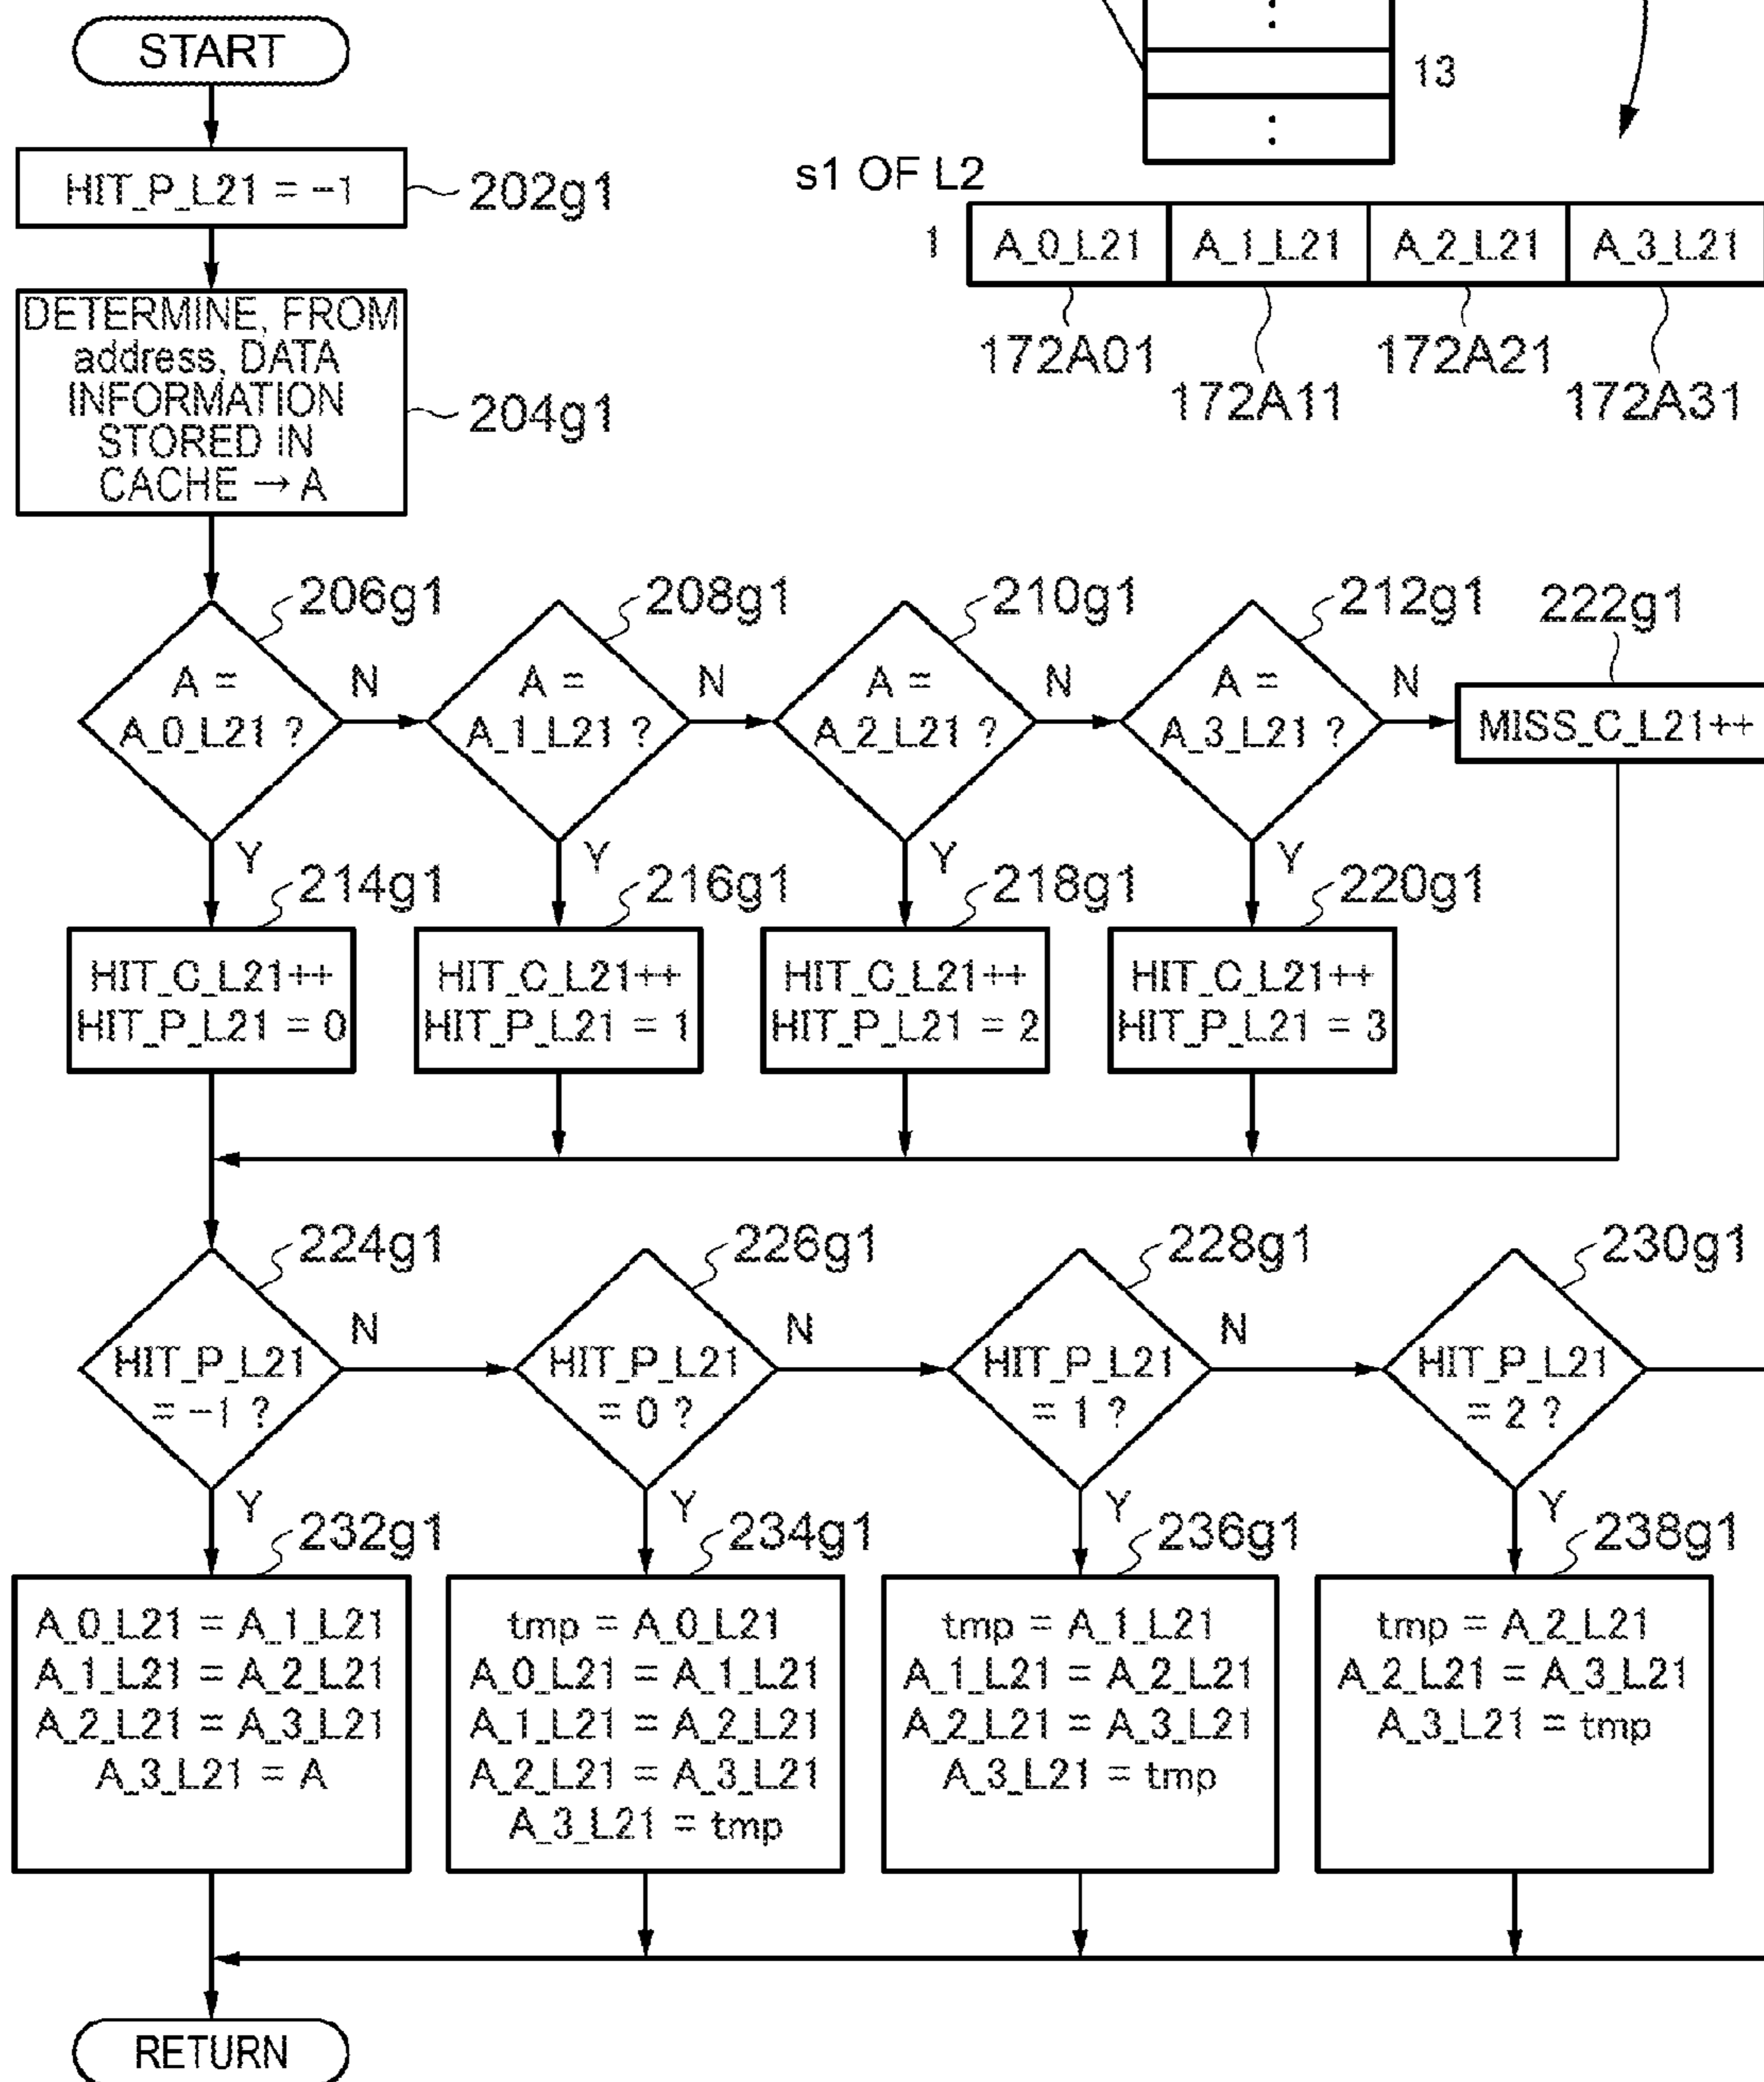 START
HIT_P_L21 = -1
202g1
DETERMINE, FROM
address, DATA
INFORMATION
STORED IN
CACHE → A
204g1
:
13
:
s1 OF L2
1
A_0_L21
A_1_L21
A_2_L21
A_3_L21
172A01
172A11
172A21
172A31
206g1
A =
A_0_L21 ?
N
Y
208g1
A =
A_1_L21 ?
N
Y
210g1
A =
A_2_L21 ?
N
Y
212g1
A =
A_3_L21 ?
N
Y
222g1
MISS_C_L21++
214g1
HIT_C_L21++
HIT_P_L21 = 0
216g1
HIT_C_L21++
HIT_P_L21 = 1
218g1
HIT_C_L21++
HIT_P_L21 = 2
220g1
HIT_C_L21++
HIT_P_L21 = 3
224g1
HIT_P_L21
= -1 ?
N
Y
226g1
HIT_P_L21
= 0 ?
N
Y
228g1
HIT_P_L21
= 1 ?
N
Y
230g1
HIT_P_L21
= 2 ?
Y
232g1
A_0_L21 = A_1_L21
A_1_L21 = A_2_L21
A_2_L21 = A_3_L21
A_3_L21 = A
234g1
tmp = A_0_L21
A_0_L21 = A_1_L21
A_1_L21 = A_2_L21
A_2_L21 = A_3_L21
A_3_L21 = tmp
236g1
tmp = A_1_L21
A_1_L21 = A_2_L21
A_2_L21 = A_3_L21
A_3_L21 = tmp
238g1
tmp = A_2_L21
A_2_L21 = A_3_L21
A_3_L21 = tmp
RETURN